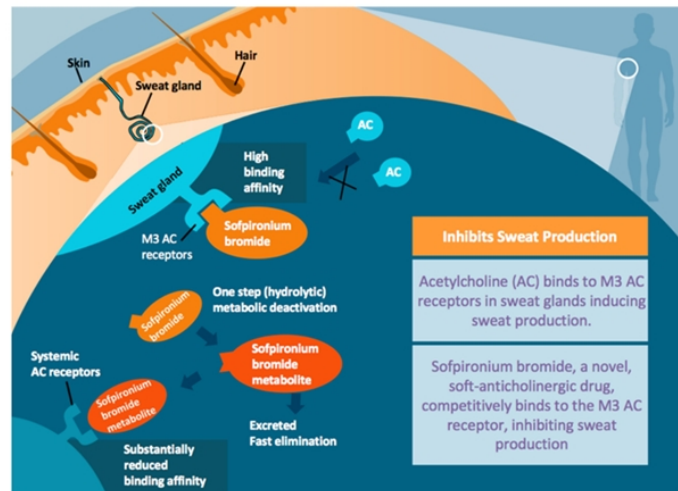 Skin
Hair
Sweat gland
AC
High
binding
affinity
AC
Sweat gland
M3 AC
receptors
Sofpironium
bromide
Inhibits Sweat Production
Acetylcholine (AC) binds to M3 AC
receptors in sweat glands inducing
sweat production.
Sofpironium bromide, a novel,
soft-anticholinergic drug,
competitively binds to the M3 AC
receptor, inhibiting sweat
production
One step (hydrolytic)
metabolic deactivation
Sofpironium
bromide
Sofpironium
bromide
metabolite
Systemic
AC receptors
Sofpironium
bromide
metabolite
Excreted
Fast elimination
Substantially
reduced
binding affinity